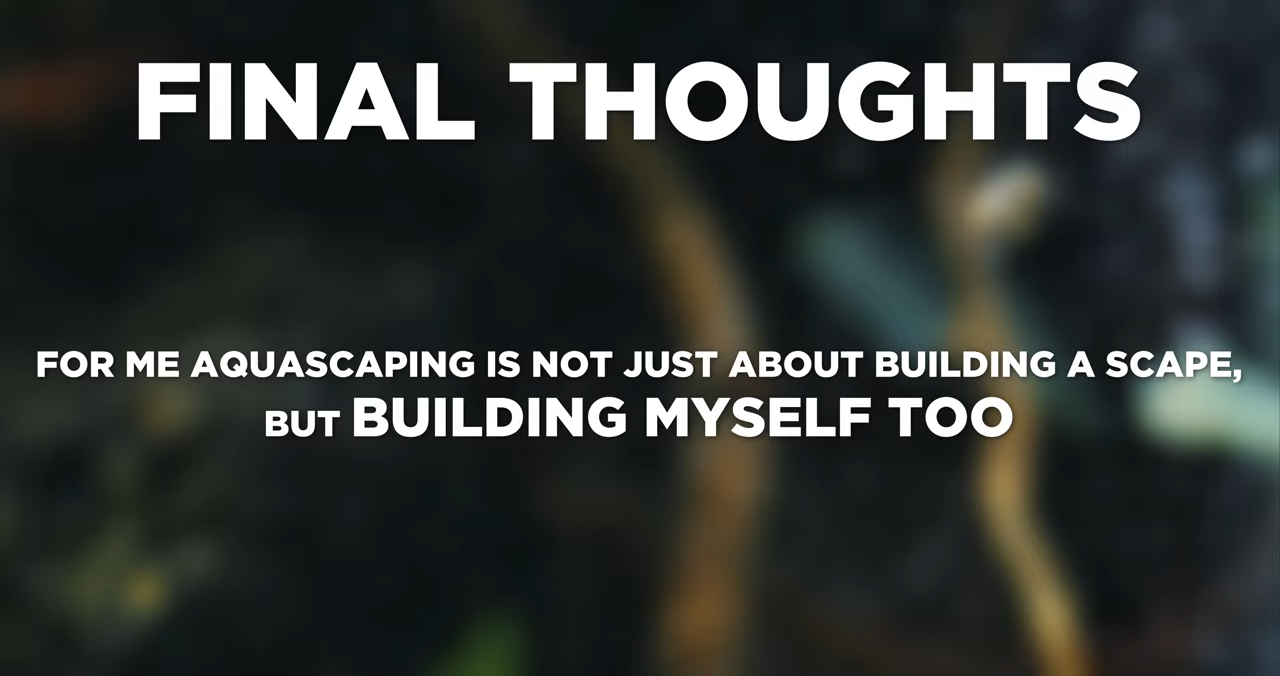 FINAL THOUGHTS
FOR ME AQUASCAPING IS NOT JUST ABOUT BUILDING A SCAPE,
BUT BUILDING MYSELF TOO